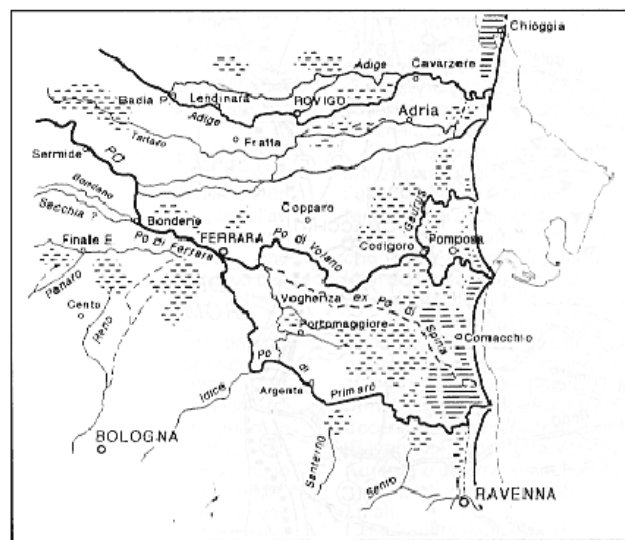 Chioggia
Cavarzere
Adige
Lendinara
Badia P.
ROVIGO
Adige
Adria
Fratta
Tartaro
Sermide
PO
Bondeno
Secchia ?
Bondeno
Copparo
Gaurus
Codigoro
Pomposa
Finale E.
Po di Ferrara
FERRARA
Po di Volano
Panaro
Cento
Reno
Voghenza
ex Po di Spina
Portomaggiore
Comacchio
Po di Primaro
Argenta
Idice
BOLOGNA
Santerno
Senio
RAVENNA